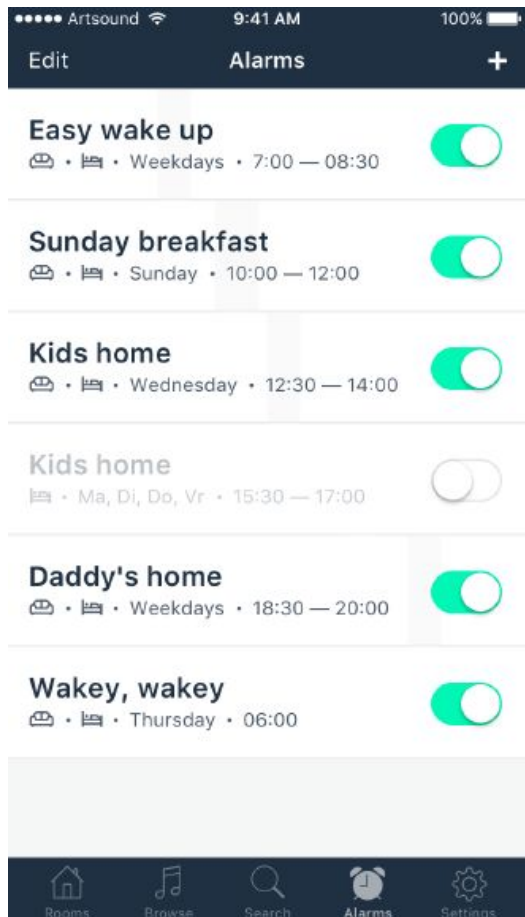 Artsound 9:41 AM 100%
Edit Alarms +
Easy wake up
• Weekdays • 7:00 — 08:30
Sunday breakfast
• Sunday • 10:00 — 12:00
Kids home
• Wednesday • 12:30 — 14:00
Kids home
• Ma, Di, Do, Vr • 15:30 — 17:00
Daddy's home
• Weekdays • 18:30 — 20:00
Wakey, wakey
• Thursday • 06:00
Rooms Browse Search Alarms Settings